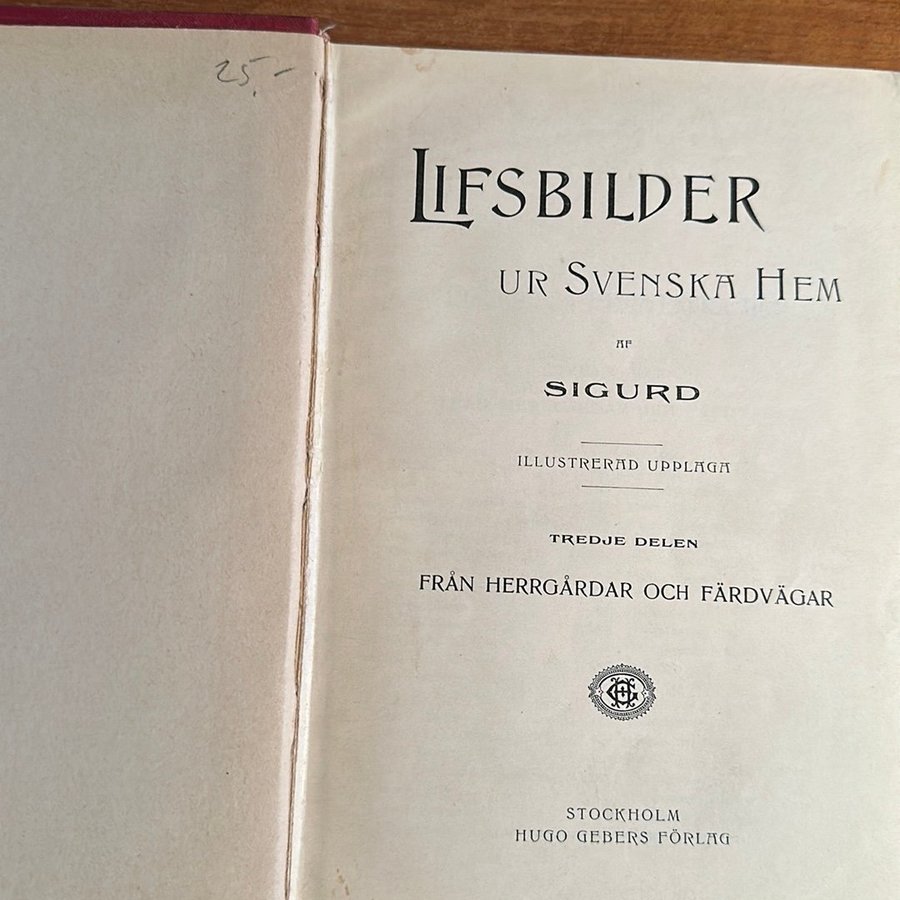 25.-
LIFSBILDER
UR SVENSKA HEM
AF
SIGURD
ILLUSTRERAD UPPLAGA
TREDJE DELEN
FRÅN HERRGÅRDAR OCH FÄRDVÄGAR
STOCKHOLM
HUGO GEBERS FÖRLAG